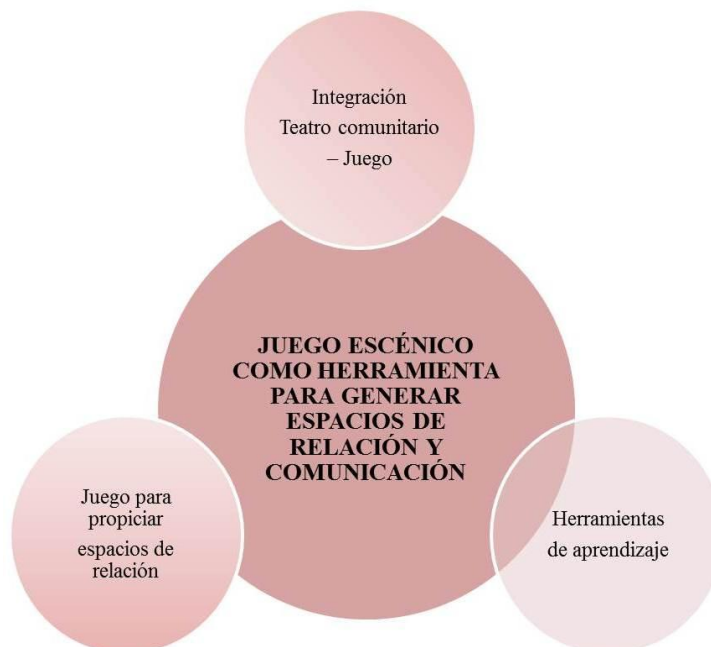 Integración
Teatro comunitario
– Juego
JUEGO ESCÉNICO
COMO HERRAMIENTA
PARA GENERAR
ESPACIOS DE
RELACIÓN Y
COMUNICACIÓN
Juego para
propiciar
espacios de
relación
Herramientas
de aprendizaje